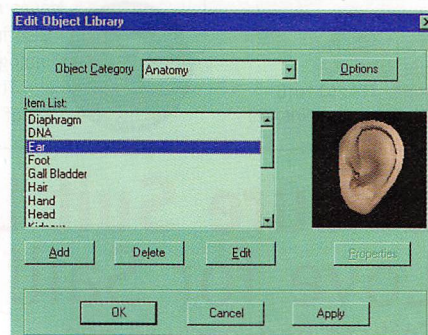 Edit Object Library
Object Category Anatomy Options
Item List:
Diaphragm
DNA
Ear
Foot
Gall Bladder
Hair
Hand
Head
Kidneys
Add Delete Edit Properties
OK Cancel Apply